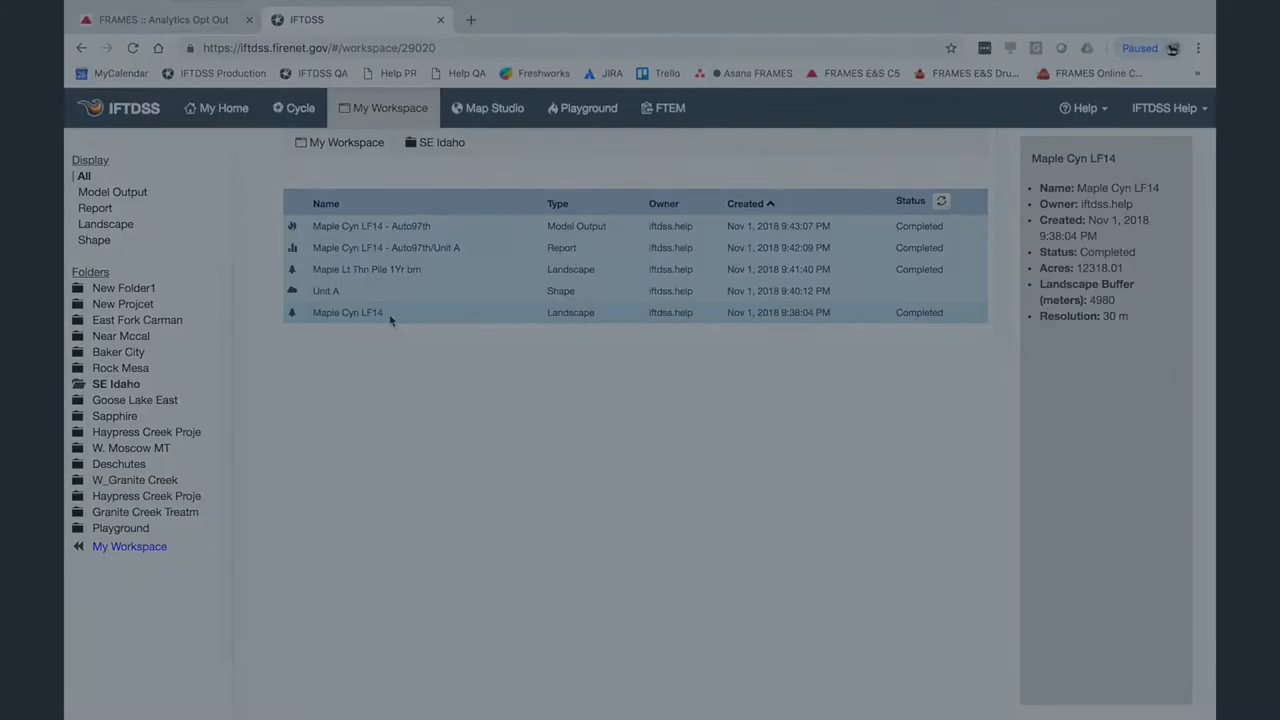 FRAMES :: Analytics Opt Out × IFTDSS × +
https://iftdss.firenet.gov/#/workspace/29020 Paused
26 MyCalendar IFTDSS Production IFTDSS QA Help PR Help QA Freshworks JIRA Trello Asana FRAMES FRAMES E&S C5 FRAMES E&S Dru... FRAMES Online C... »
IFTDSS My Home Cycle My Workspace Map Studio Playground FTEM Help IFTDSS Help
My Workspace SE Idaho
Display
All
Model Output
Report
Landscape
Shape
Folders
New Folder1
New Projcet
East Fork Carman
Near Mccal
Baker City
Rock Mesa
SE Idaho
Goose Lake East
Sapphire
Haypress Creek Proje
W. Moscow MT
Deschutes
W_Granite Creek
Haypress Creek Proje
Granite Creek Treatm
Playground
My Workspace
Name Type Owner Created Status
Maple Cyn LF14 - Auto97th Model Output iftdss.help Nov 1, 2018 9:43:07 PM Completed
Maple Cyn LF14 - Auto97th/Unit A Report iftdss.help Nov 1, 2018 9:42:09 PM Completed
Maple Lt Thn Pile 1Yr brn Landscape iftdss.help Nov 1, 2018 9:41:40 PM Completed
Unit A Shape iftdss.help Nov 1, 2018 9:40:12 PM
Maple Cyn LF14 Landscape iftdss.help Nov 1, 2018 9:38:04 PM Completed
Maple Cyn LF14
• Name: Maple Cyn LF14
• Owner: iftdss.help
• Created: Nov 1, 2018
9:38:04 PM
• Status: Completed
• Acres: 12318.01
• Landscape Buffer
(meters): 4980
• Resolution: 30 m